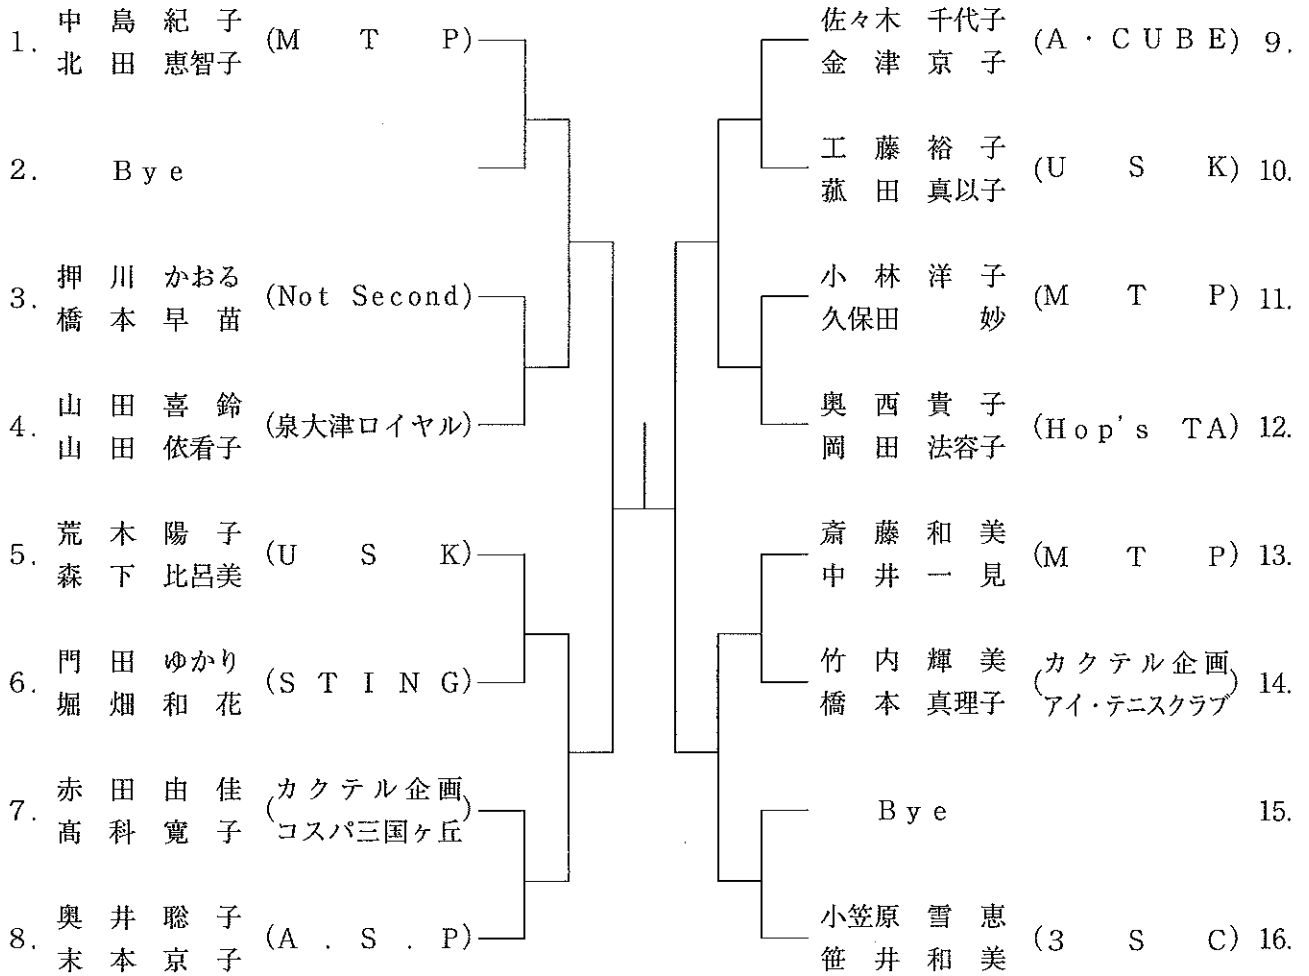 1. 中島紀子 (MTP)
北田恵智子
2. Bye
3. 押川かおる (Not Second)
橋本早苗
4. 山田喜鈴 (泉大津ロイヤル)
山田依看子
5. 荒木陽子 (USK)
森下比呂美
6. 門田ゆかり (STING)
堀畑和花
7. 赤田由佳 (カクテル企画
髙科寛子 コスパ三国ヶ丘)
8. 奥井聡子 (A.S.P)
末本京子
佐々木千代子 (A・CUBE) 9.
金津京子
工藤裕子 (USK) 10.
菰田真以子
小林洋子 (MTP) 11.
久保田妙
奥西貴子 (Hop's TA) 12.
岡田法容子
斎藤和美 (MTP) 13.
中井一見
竹内輝美 (カクテル企画
橋本真理子 アイ・テニスクラブ) 14.
Bye 15.
小笠原雪恵 (3SC) 16.
笹井和美